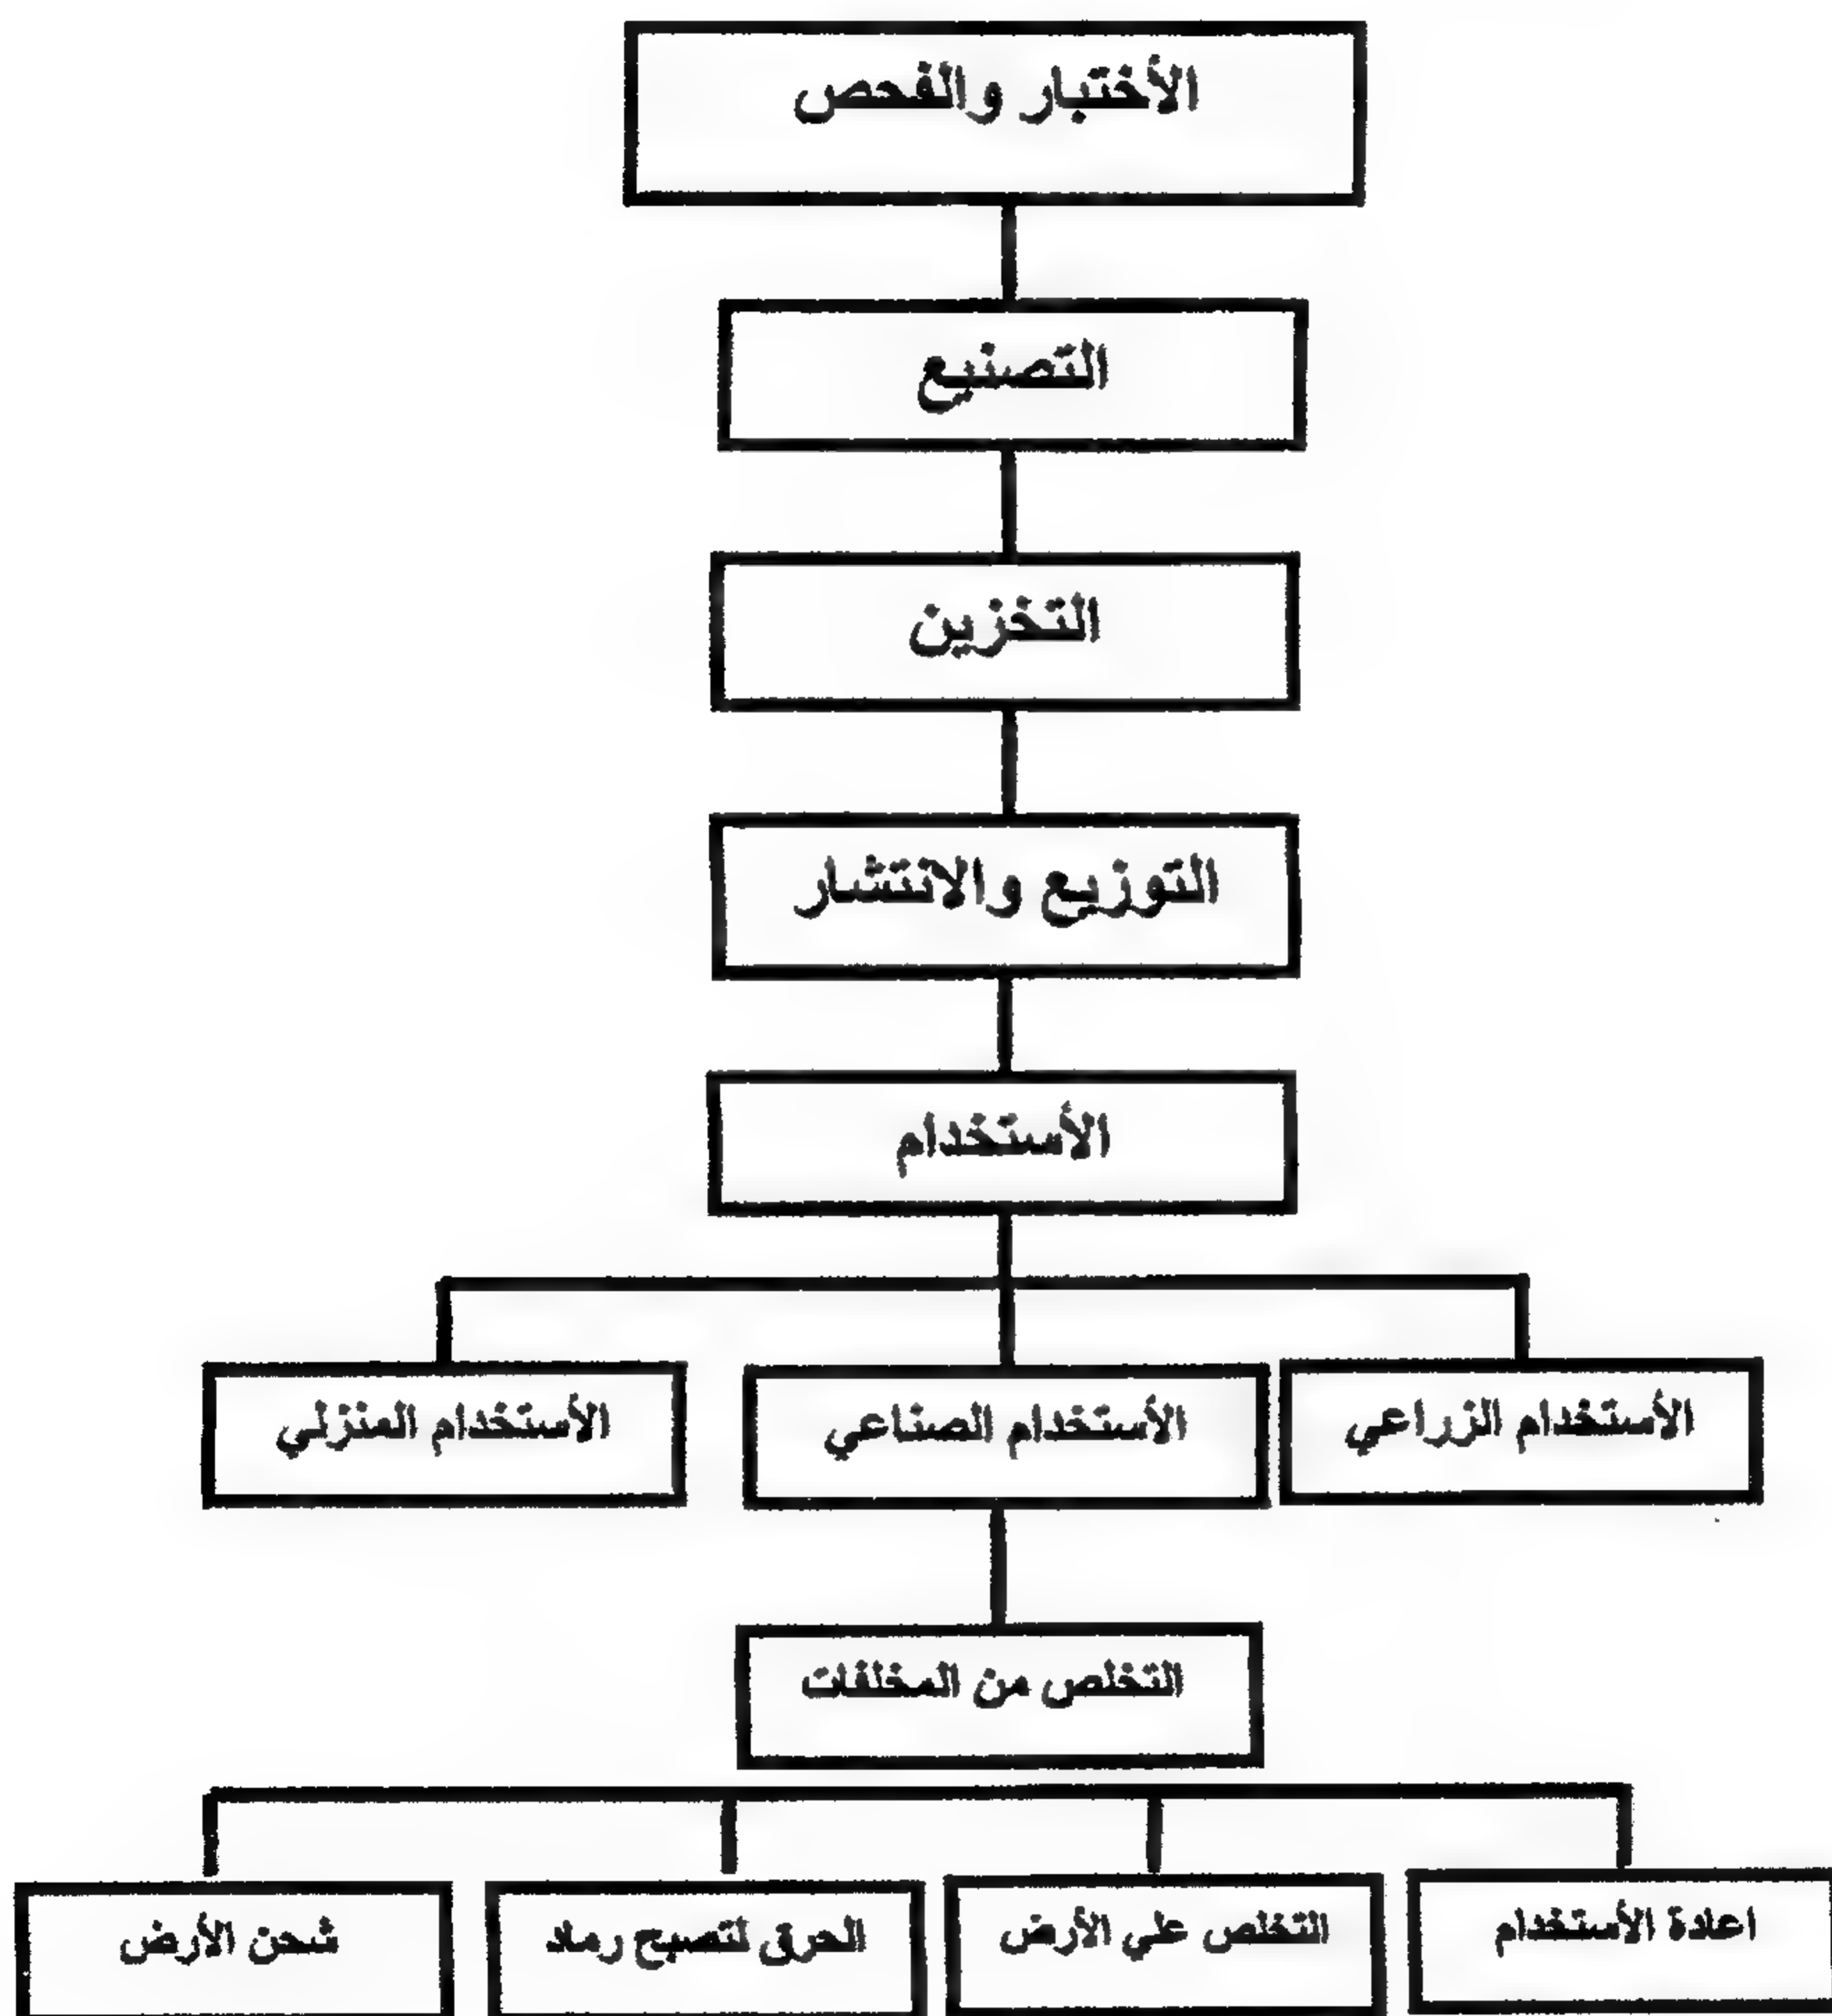 الأختبار والفحص
التصنيع
التخزين
التوزيع والانتشار
الأستخدام
الأستخدام الزراعي
الأستخدام الصناعي
الأستخدام المنزلي
التخلص من المخلفات
اعادة الأستخدام
التخلص علي الأرض
الحرق لتصبح رماد
شحن الأرض